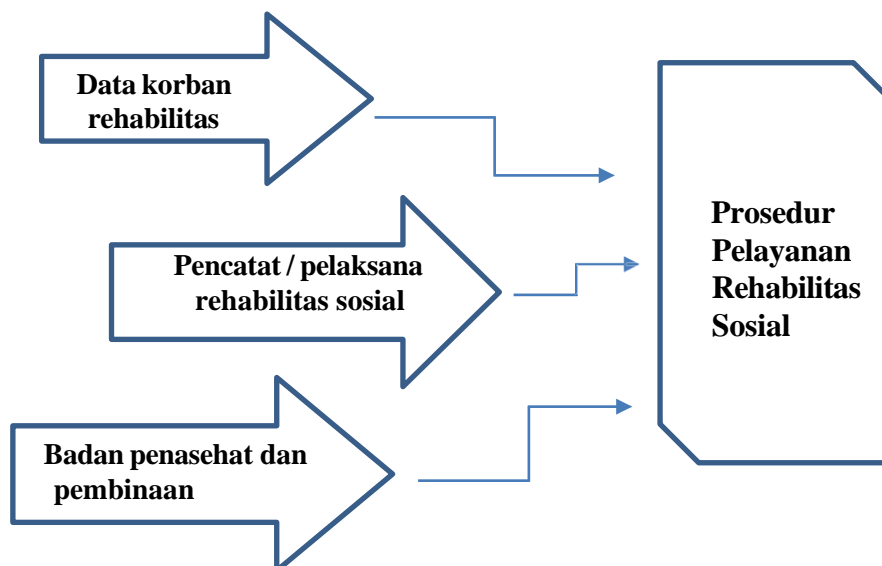 Data korban
rehabilitas
Pencatat / pelaksana
rehabilitas sosial
Badan penasehat dan
pembinaan
Prosedur
Pelayanan
Rehabilitas
Sosial